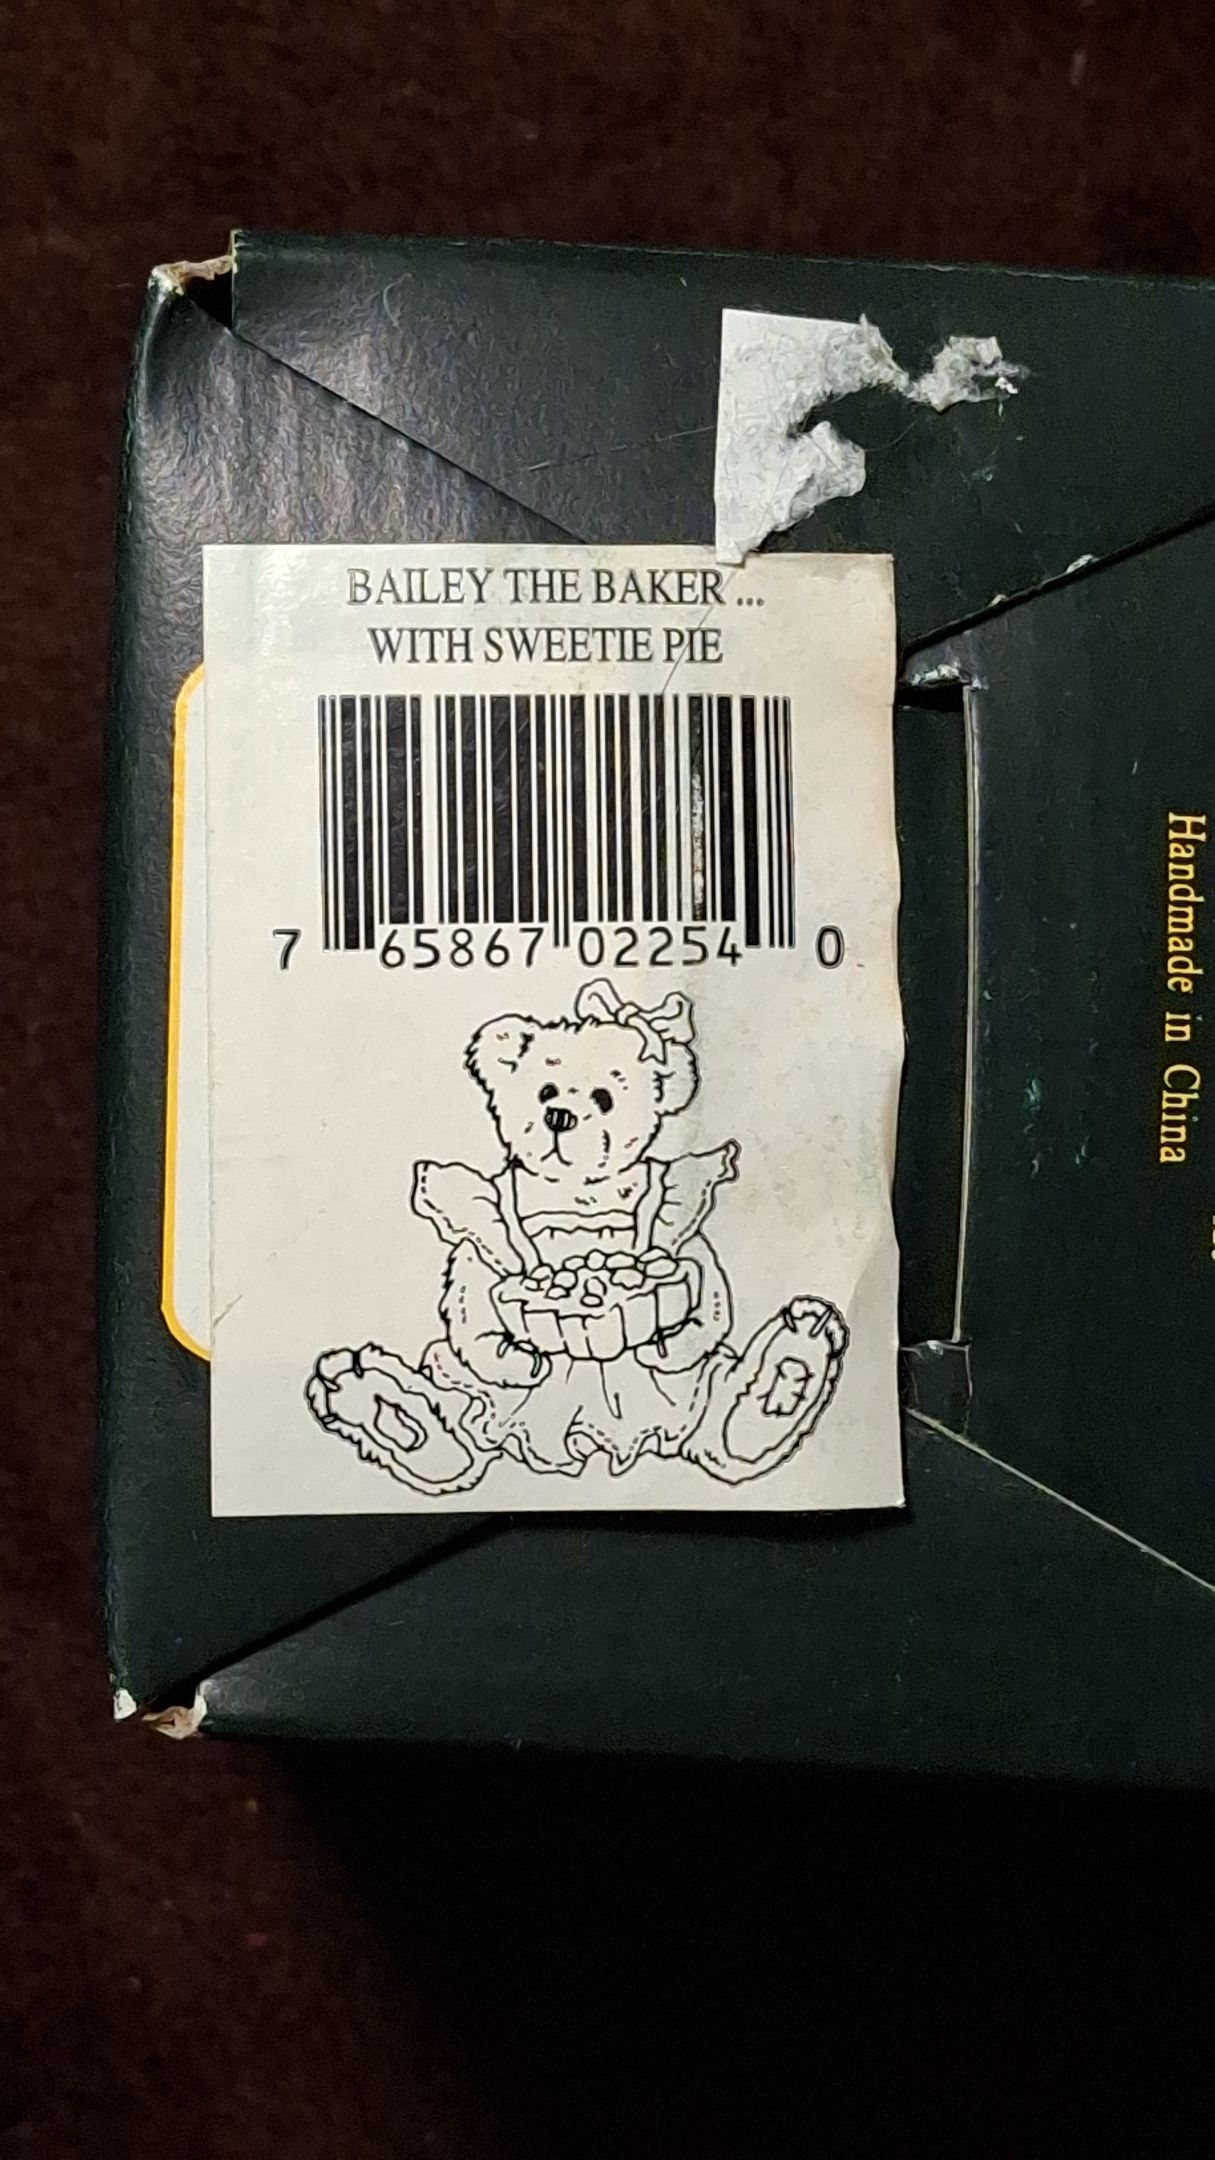 BAILEY THE BAKER ...
WITH SWEETIE PIE
7 65867 02254 0
Handmade in China